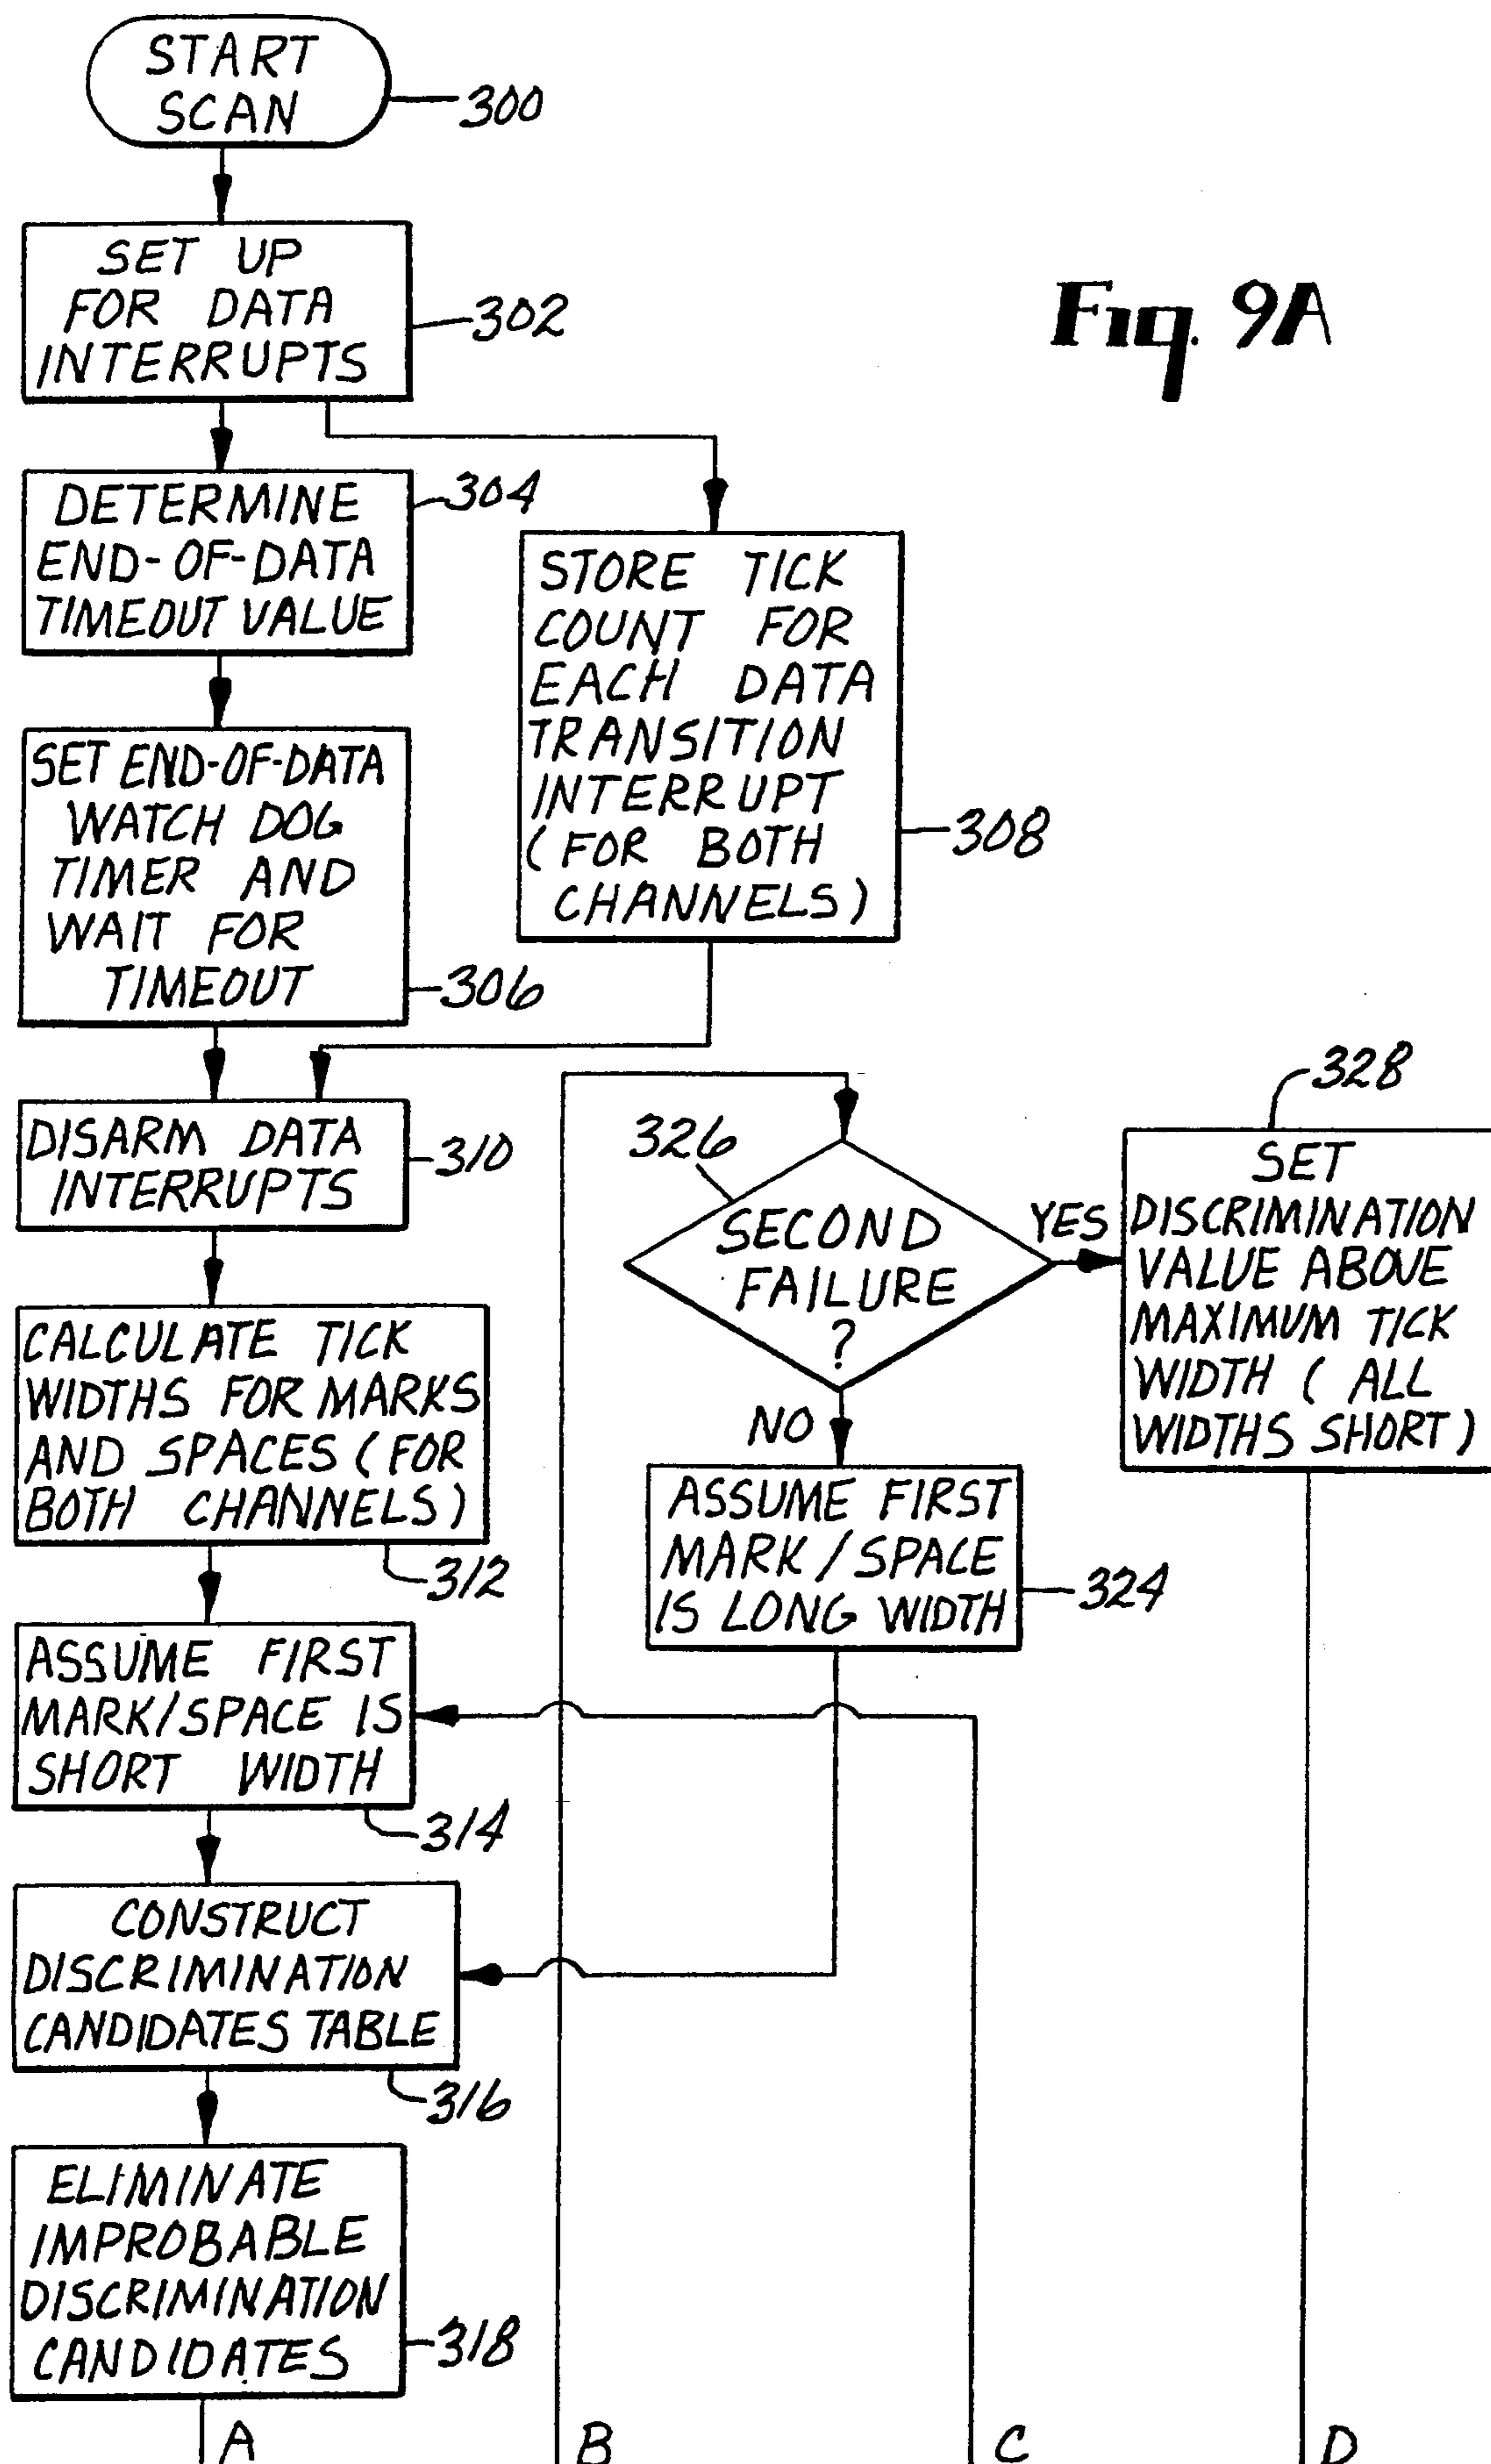 START
SCAN
300
SET UP
FOR DATA
INTERRUPTS
302
Fig. 9A
DETERMINE
END-OF-DATA
TIMEOUT VALUE
304
STORE TICK
COUNT FOR
EACH DATA
TRANSITION
INTERRUPT
(FOR BOTH
CHANNELS)
308
SET END-OF-DATA
WATCH DOG
TIMER AND
WAIT FOR
TIMEOUT
306
DISARM DATA
INTERRUPTS
310
326
SECOND
FAILURE
?
YES
NO
328
SET
DISCRIMINATION
VALUE ABOVE
MAXIMUM TICK
WIDTH (ALL
WIDTHS SHORT)
CALCULATE TICK
WIDTHS FOR MARKS
AND SPACES (FOR
BOTH CHANNELS)
312
ASSUME FIRST
MARK/SPACE
IS LONG WIDTH
324
ASSUME FIRST
MARK/SPACE IS
SHORT WIDTH
314
CONSTRUCT
DISCRIMINATION
CANDIDATES TABLE
316
ELIMINATE
IMPROBABLE
DISCRIMINATION
CANDIDATES
318
A
B
C
D